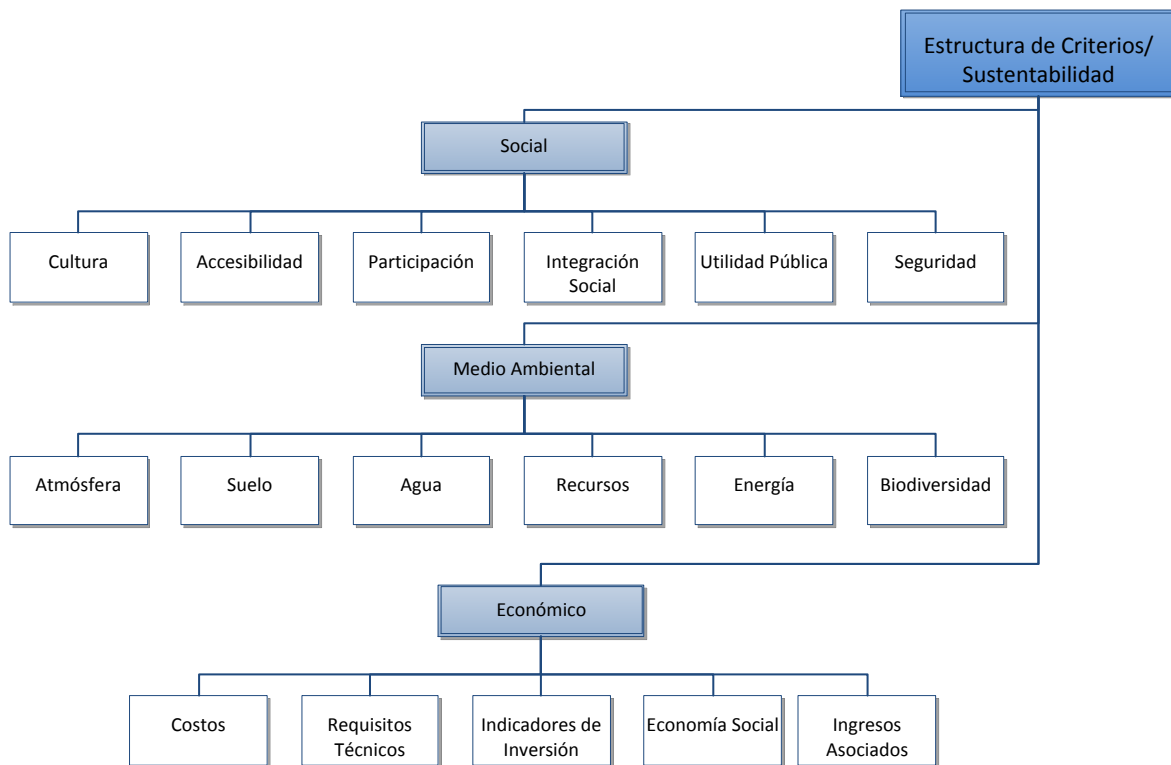 Estructura de Criterios/
Sustentabilidad
Social
Cultura
Accesibilidad
Participación
Integración
Social
Utilidad Pública
Seguridad
Medio Ambiental
Atmósfera
Suelo
Agua
Recursos
Energía
Biodiversidad
Económico
Costos
Requisitos
Técnicos
Indicadores de
Inversión
Economía Social
Ingresos
Asociados